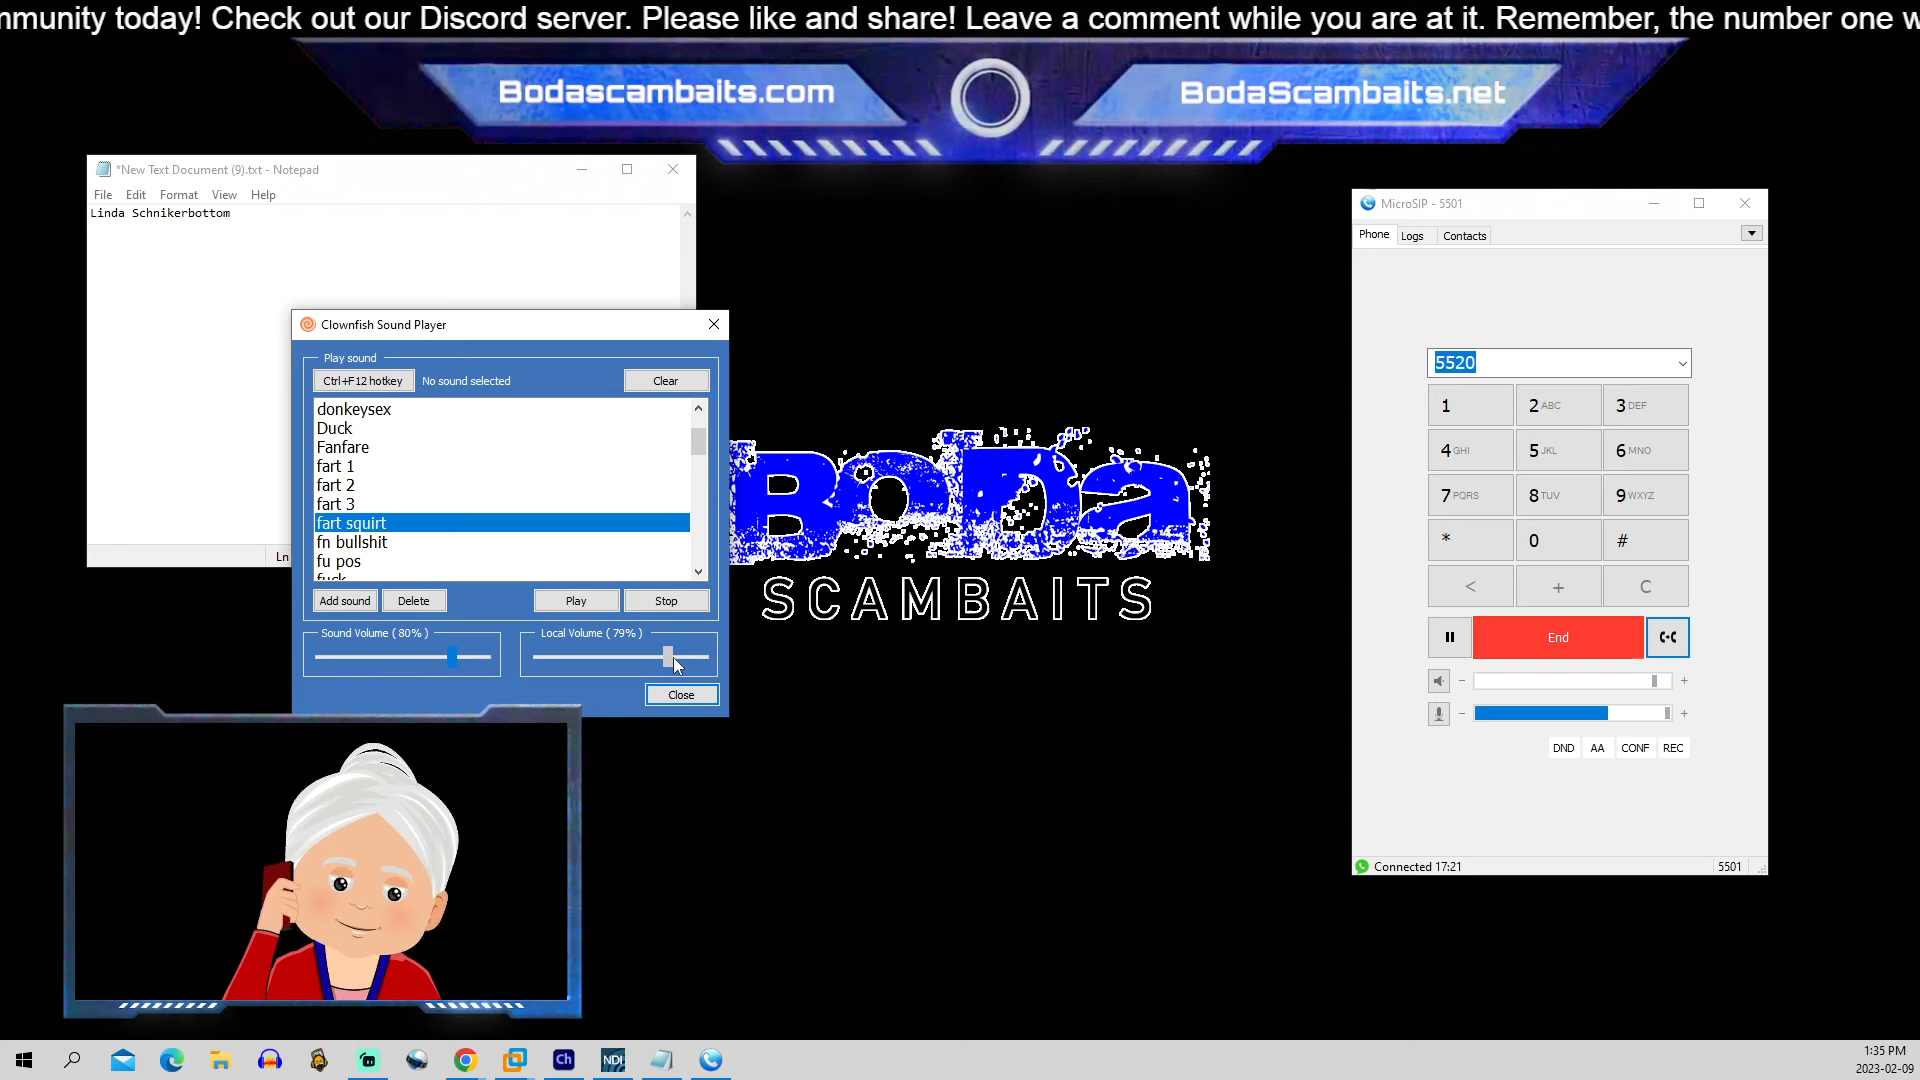 mmunity today! Check out our Discord server. Please like and share! Leave a comment while you are at it. Remember, the number one w
Bodascambaits.com
BodaScambaits.net
*New Text Document (9).txt - Notepad
File Edit Format View Help
Linda Schnikerbottom
Ln
Clownfish Sound Player
Play sound
Ctrl+F12 hotkey
No sound selected
Clear
donkeysex
Duck
Fanfare
fart 1
fart 2
fart 3
fart squirt
fn bullshit
fu pos
fuck
Add sound
Delete
Play
Stop
Sound Volume ( 80% )
Local Volume ( 79% )
Close
BoDa
SCAMBAITS
MicroSIP - 5501
Phone Logs Contacts
5520
1 2 ABC 3 DEF
4 GHI 5 JKL 6 MNO
7 PQRS 8 TUV 9 WXYZ
* 0 #
< + C
End
- +
- +
DND AA CONF REC
Connected 17:21
5501
Ch
NDI
1:35 PM
2023-02-09